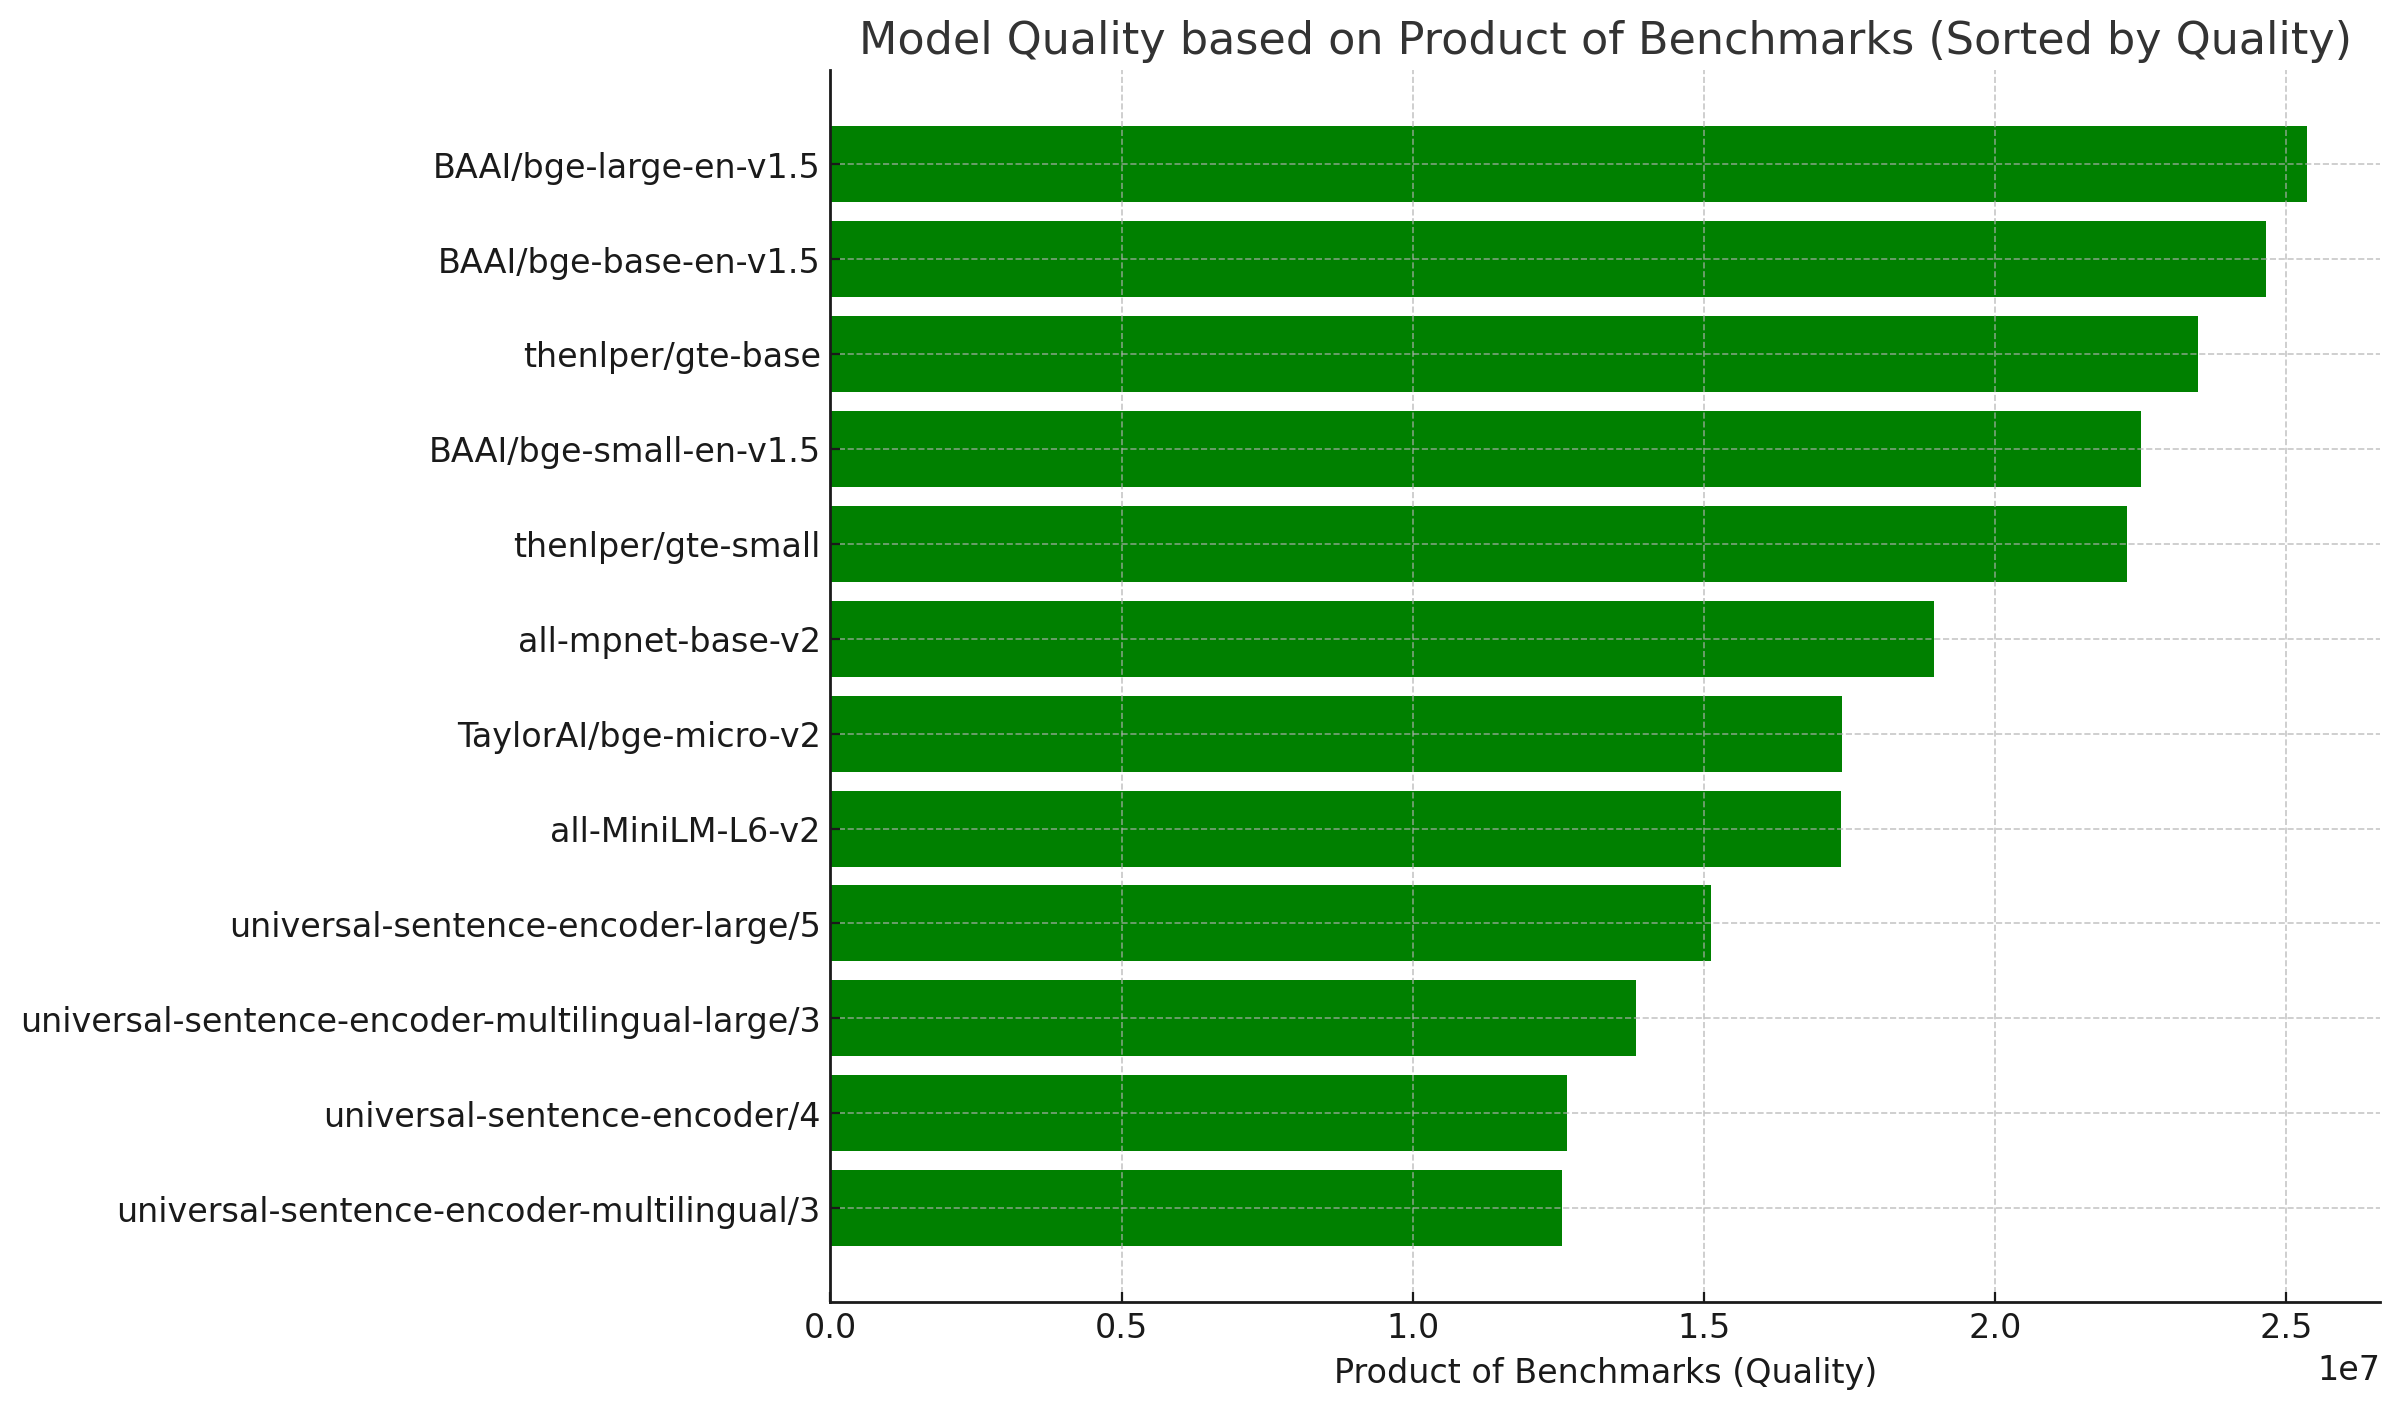 Model Quality based on Product of Benchmarks (Sorted by Quality)
BAAI/bge-large-en-v1.5
BAAI/bge-base-en-v1.5
thenlper/gte-base
BAAI/bge-small-en-v1.5
thenlper/gte-small
all-mpnet-base-v2
TaylorAI/bge-micro-v2
all-MiniLM-L6-v2
universal-sentence-encoder-large/5
universal-sentence-encoder-multilingual-large/3
universal-sentence-encoder/4
universal-sentence-encoder-multilingual/3
0.0 0.5 1.0 1.5 2.0 2.5
Product of Benchmarks (Quality)
1e7